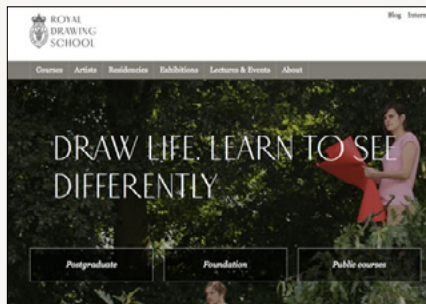 ROYAL
DRAWING
SCHOOL
Blog
Courses Artists Residencies Exhibitions Lectures & Events About
DRAW LIFE. LEARN TO SEE
DIFFERENTLY
Postgraduate Foundation Public courses